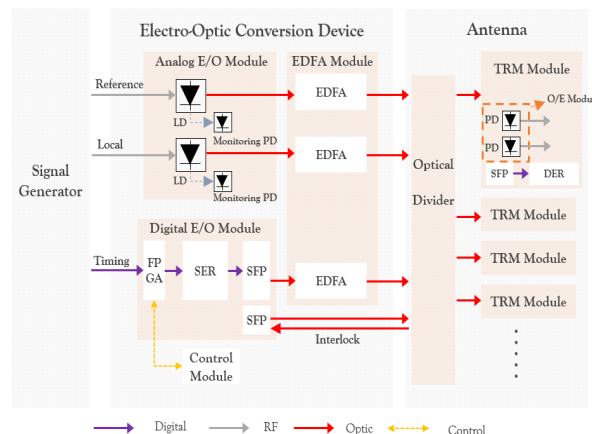 Electro-Optic Conversion Device
Antenna
Analog E/O Module
EDFA Module
TRM Module
Reference
EDFA
O/E Modu
LD
Monitoring PD
PD
PD
Local
EDFA
LD
Monitoring PD
SFP
DER
Signal
Generator
Optical
Divider
Digital E/O Module
TRM Module
Timing
FP
GA
SER
SFP
EDFA
TRM Module
TRM Module
SFP
Interlock
Control
Module
Digital
RF
Optic
Control